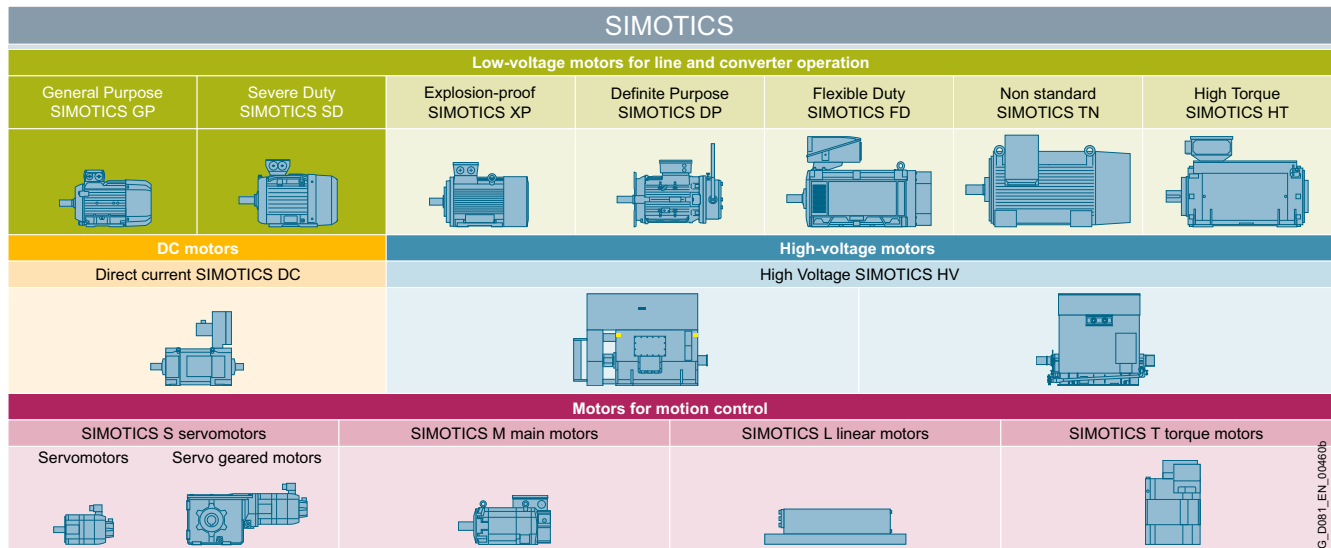 SIMOTICS
Low-voltage motors for line and converter operation
General Purpose
SIMOTICS GP
Severe Duty
SIMOTICS SD
Explosion-proof
SIMOTICS XP
Definite Purpose
SIMOTICS DP
Flexible Duty
SIMOTICS FD
Non standard
SIMOTICS TN
High Torque
SIMOTICS HT
DC motors
High-voltage motors
Direct current SIMOTICS DC
High Voltage SIMOTICS HV
Motors for motion control
SIMOTICS S servomotors
SIMOTICS M main motors
SIMOTICS L linear motors
SIMOTICS T torque motors
Servomotors
Servo geared motors
G_D081_EN_00460b